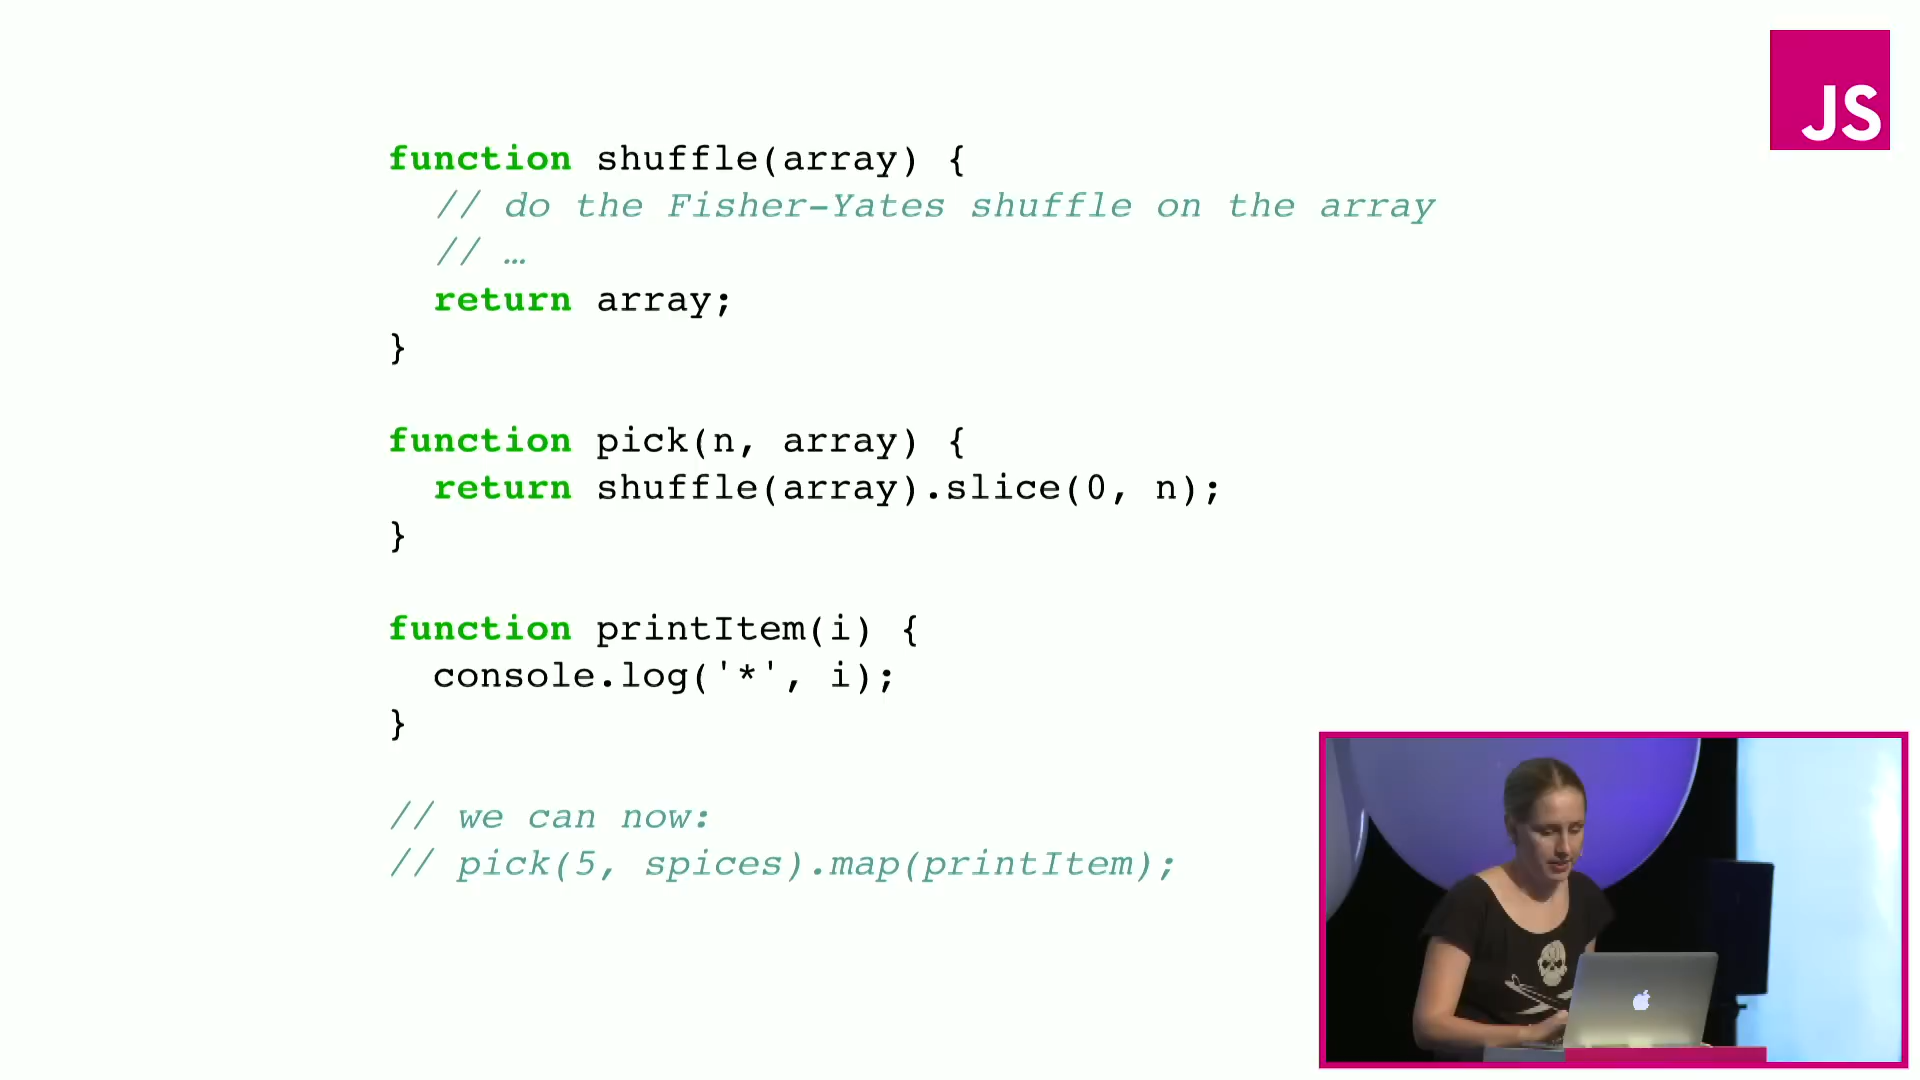 JS
function shuffle(array) {
  // do the Fisher-Yates shuffle on the array
  // …
  return array;
}
function pick(n, array) {
  return shuffle(array).slice(0, n);
}
function printItem(i) {
  console.log('*', i);
}
// we can now:
// pick(5, spices).map(printItem);